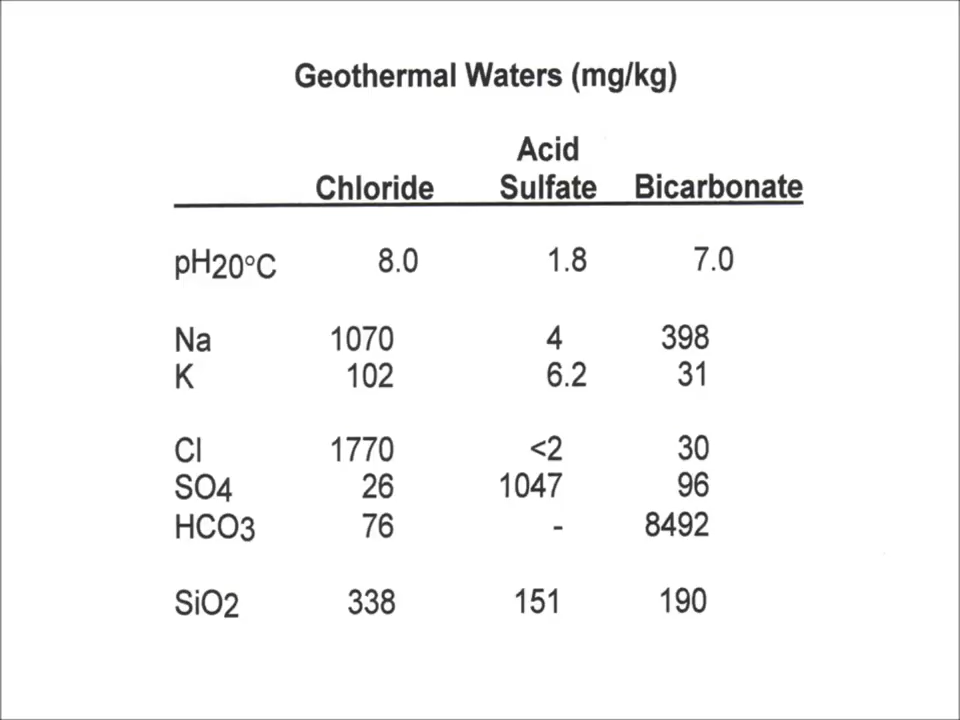 Geothermal Waters (mg/kg)
Acid
Chloride Sulfate Bicarbonate
pH20°C 8.0 1.8 7.0
Na 1070 4 398
K 102 6.2 31
Cl 1770 <2 30
SO4 26 1047 96
HCO3 76 - 8492
SiO2 338 151 190